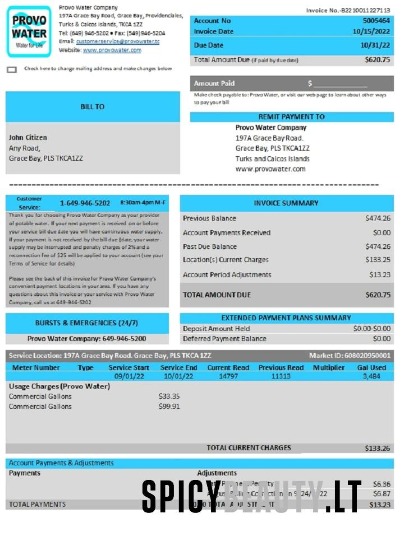 PROVO
WATER
Water for Life
Provo Water Company
197A Grace Bay Road, Grace Bay, Providenciales,
Turks & Caicos Islands, TKCA 1ZZ
Tel: (649) 946-5202 • Fax: (549) 946-5204
Email: customerservice@provowater.tc
Website: www.provowater.com
Check here to change mailing address and make changes below
Invoice No.-B2210011227113
Account No 5005464
Invoice Date 10/15/2022
Due Date 10/31/22
Total Amount Due (if paid by due date) $620.75
Amount Paid $
Make check payable to: Provo Water, or visit our web page to learn about other ways
to pay your bill
BILL TO
REMIT PAYMENT TO
John Citizen
Any Road,
Grace Bay, PLS TKCA1ZZ
Provo Water Company
197A Grace Bay Road,
Grace Bay, PLS TKCA1ZZ
Turks and Caicos Islands
www.provowater.com
Customer Service 1-649-946-5202 8:30am-4pm M-F
Thank you for choosing Provo Water Company as your provider
of potable water. If your next payment is not received on or before
your service bill due date you will have continuous water supply.
If your payment is not received by the bill due date, your water
supply may be interrupted and penalty charges of 2% and a
reconnection fee of $25 will be applied to your account (see your
Terms of Service for details)
Please see the back of this invoice for Provo Water Company's
convenient payment locations in your area. If you have any
questions about this invoice or your service with Provo Water
Company, call us at 649-946-5202
INVOICE SUMMARY
Previous Balance $474.26
Account Payments Received $0.00
Past Due Balance $474.26
Location(s) Current Charges $133.25
Account Period Adjustments $13.23
TOTAL AMOUNT DUE $620.75
BURSTS & EMERGENCIES (24/7)
Provo Water Company: 649-946-5200
EXTENDED PAYMENT PLANS SUMMARY
Deposit Amount Held $0.00-$0.00
Deferred Payment Amount $0.00
Service Location: 197A Grace Bay Road. Grace Bay, PLS TKCA 1ZZ Market ID: 608020950001
Meter Number Type Service Start Service End Current Read Previous Read Multiplier Gal Used
09/01/22 10/01/22 14797 11313 3,484
Usage Charges (Provo Water)
Commercial Gallons $33.35
Commercial Gallons $99.91
TOTAL CURRENT CHARGES $133.26
Account Payments & Adjustments
Payments Adjustments
Penalty $6.36
$6.87
TOTAL PAYMENTS $13.23
SPICYBEAUTY.LT